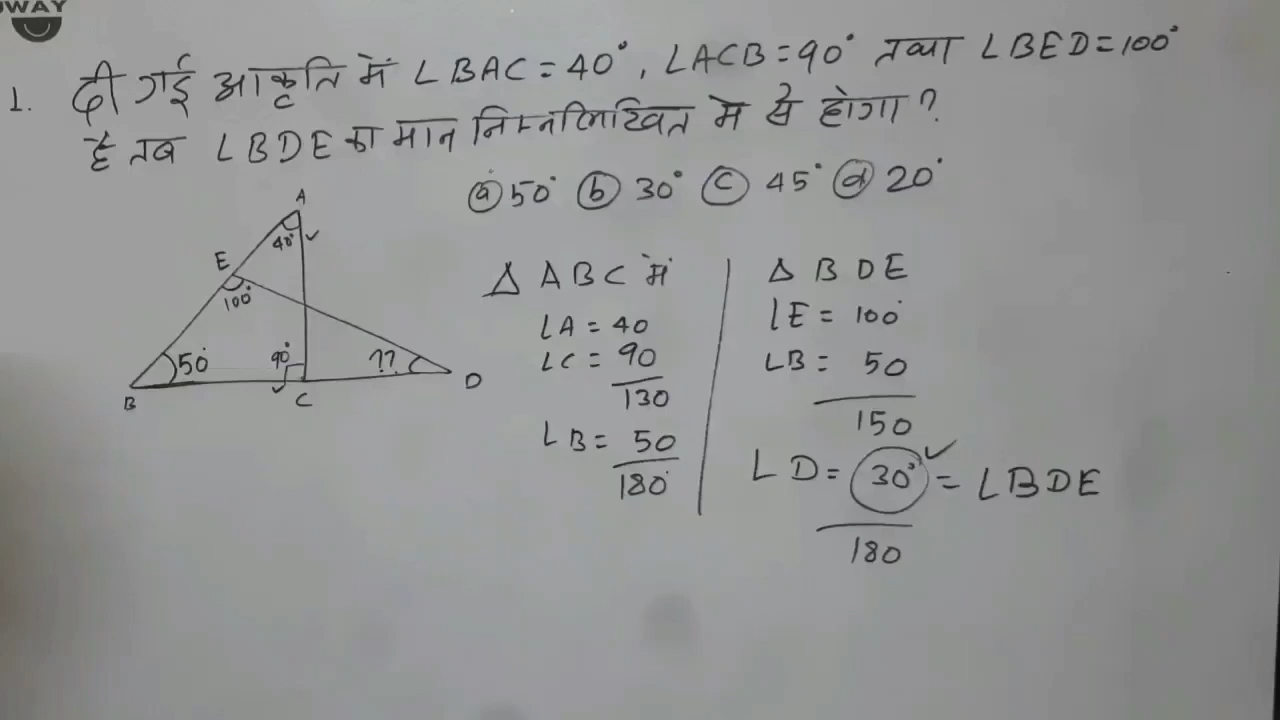 WAY
1. दी गई आकृति में ∠BAC=40°, ∠ACB=90° तथा ∠BED=100°
है तब ∠BDE का मान निम्नलिखित में से होगा?
ⓐ 50° ⓑ 30° ⓒ 45° ⓓ 20°
A
40°
E
100°
50°
90°
??
B
C
D
△ ABC में
∠A = 40
∠C = 90
130
∠B = 50
180°
△ BDE
∠E = 100°
∠B = 50
150
∠D = 30° = ∠BDE
180